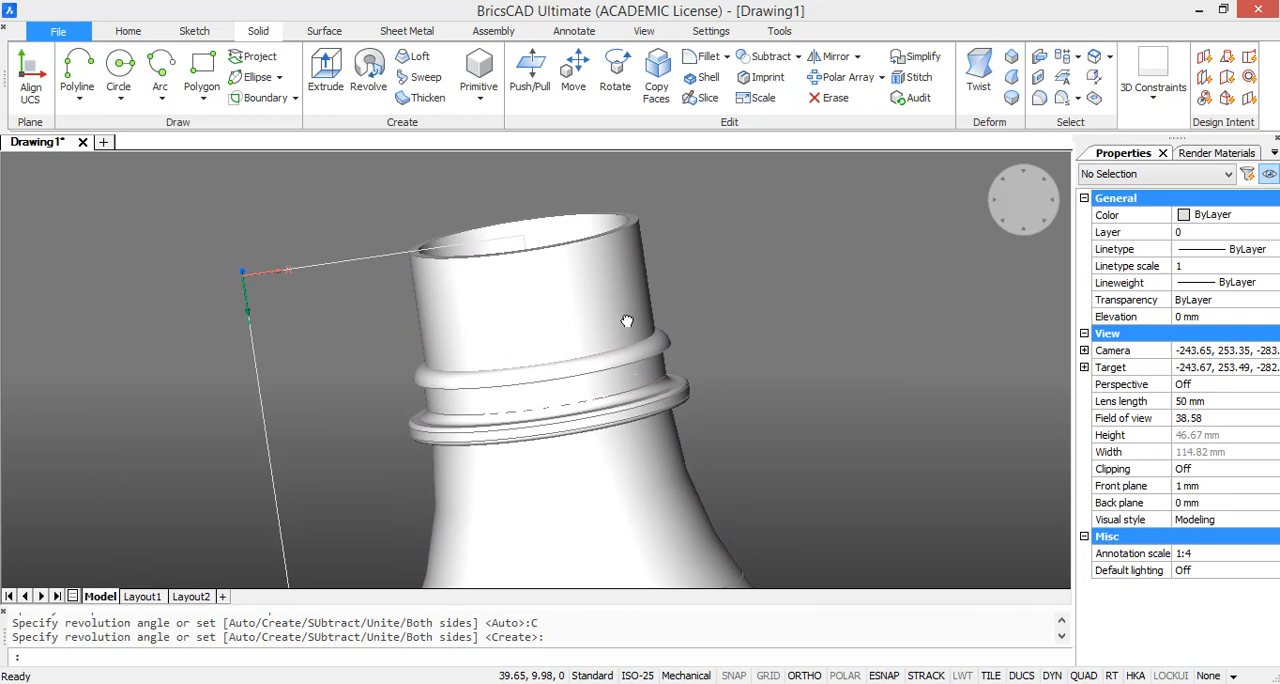 BricsCAD Ultimate (ACADEMIC License) - [Drawing1]
File Home Sketch Solid Surface Sheet Metal Assembly Annotate View Settings Tools
Align UCS
Polyline
Circle
Arc
Polygon
Project
Ellipse
Boundary
Extrude
Revolve
Loft
Sweep
Thicken
Primitive
Push/Pull
Move
Rotate
Copy Faces
Fillet
Shell
Slice
Subtract
Imprint
Scale
Mirror
Polar Array
Erase
Simplify
Stitch
Audit
Twist
3D Constraints
Plane Draw Create Edit Deform Select Design Intent
Drawing1*
Properties Render Materials
No Selection
General
Color ByLayer
Layer 0
Linetype ByLayer
Linetype scale 1
Lineweight ByLayer
Transparency ByLayer
Elevation 0 mm
View
Camera -243.65, 253.35, -283.
Target -243.67, 253.49, -282.
Perspective Off
Lens length 50 mm
Field of view 38.58
Height 46.67 mm
Width 114.82 mm
Clipping Off
Front plane 1 mm
Back plane 0 mm
Visual style Modeling
Misc
Annotation scale 1:4
Default lighting Off
X
Model Layout1 Layout2 +
Specify revolution angle or set [Auto/Create/SUbtract/Unite/Both sides] <Auto>:C
Specify revolution angle or set [Auto/Create/SUbtract/Unite/Both sides] <Create>:
:
Ready 39.65, 9.98, 0 Standard ISO-25 Mechanical SNAP GRID ORTHO POLAR ESNAP STRACK LWT TILE DUCS DYN QUAD RT HKA LOCKUI None